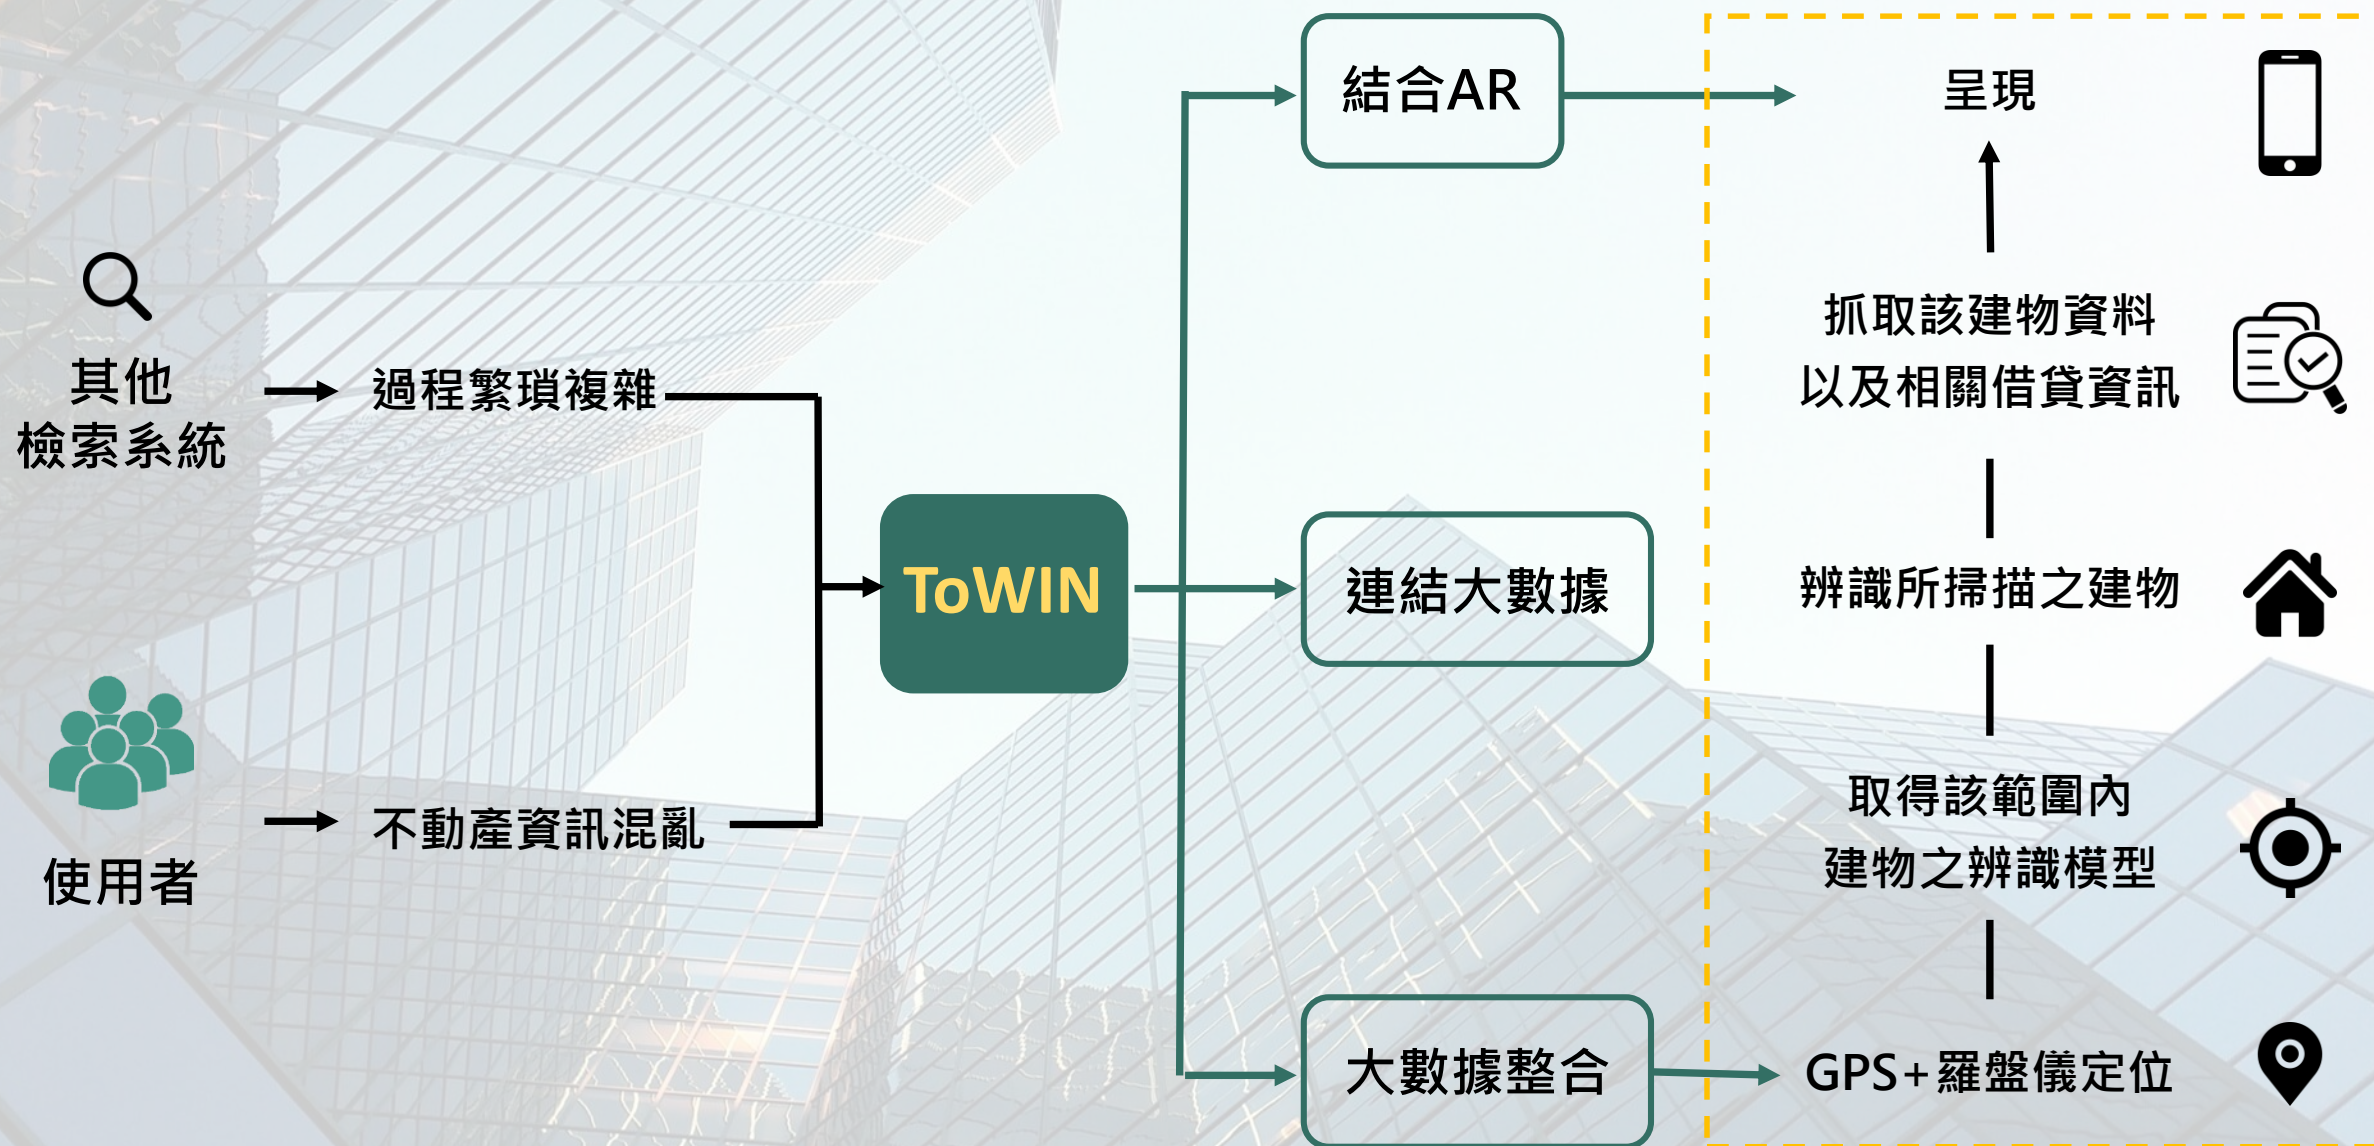 其他
檢索系統
過程繁瑣複雜
使用者
不動產資訊混亂
ToWIN
結合AR
連結大數據
大數據整合
呈現
抓取該建物資料
以及相關借貸資訊
辨識所掃描之建物
取得該範圍內
建物之辨識模型
GPS+羅盤儀定位